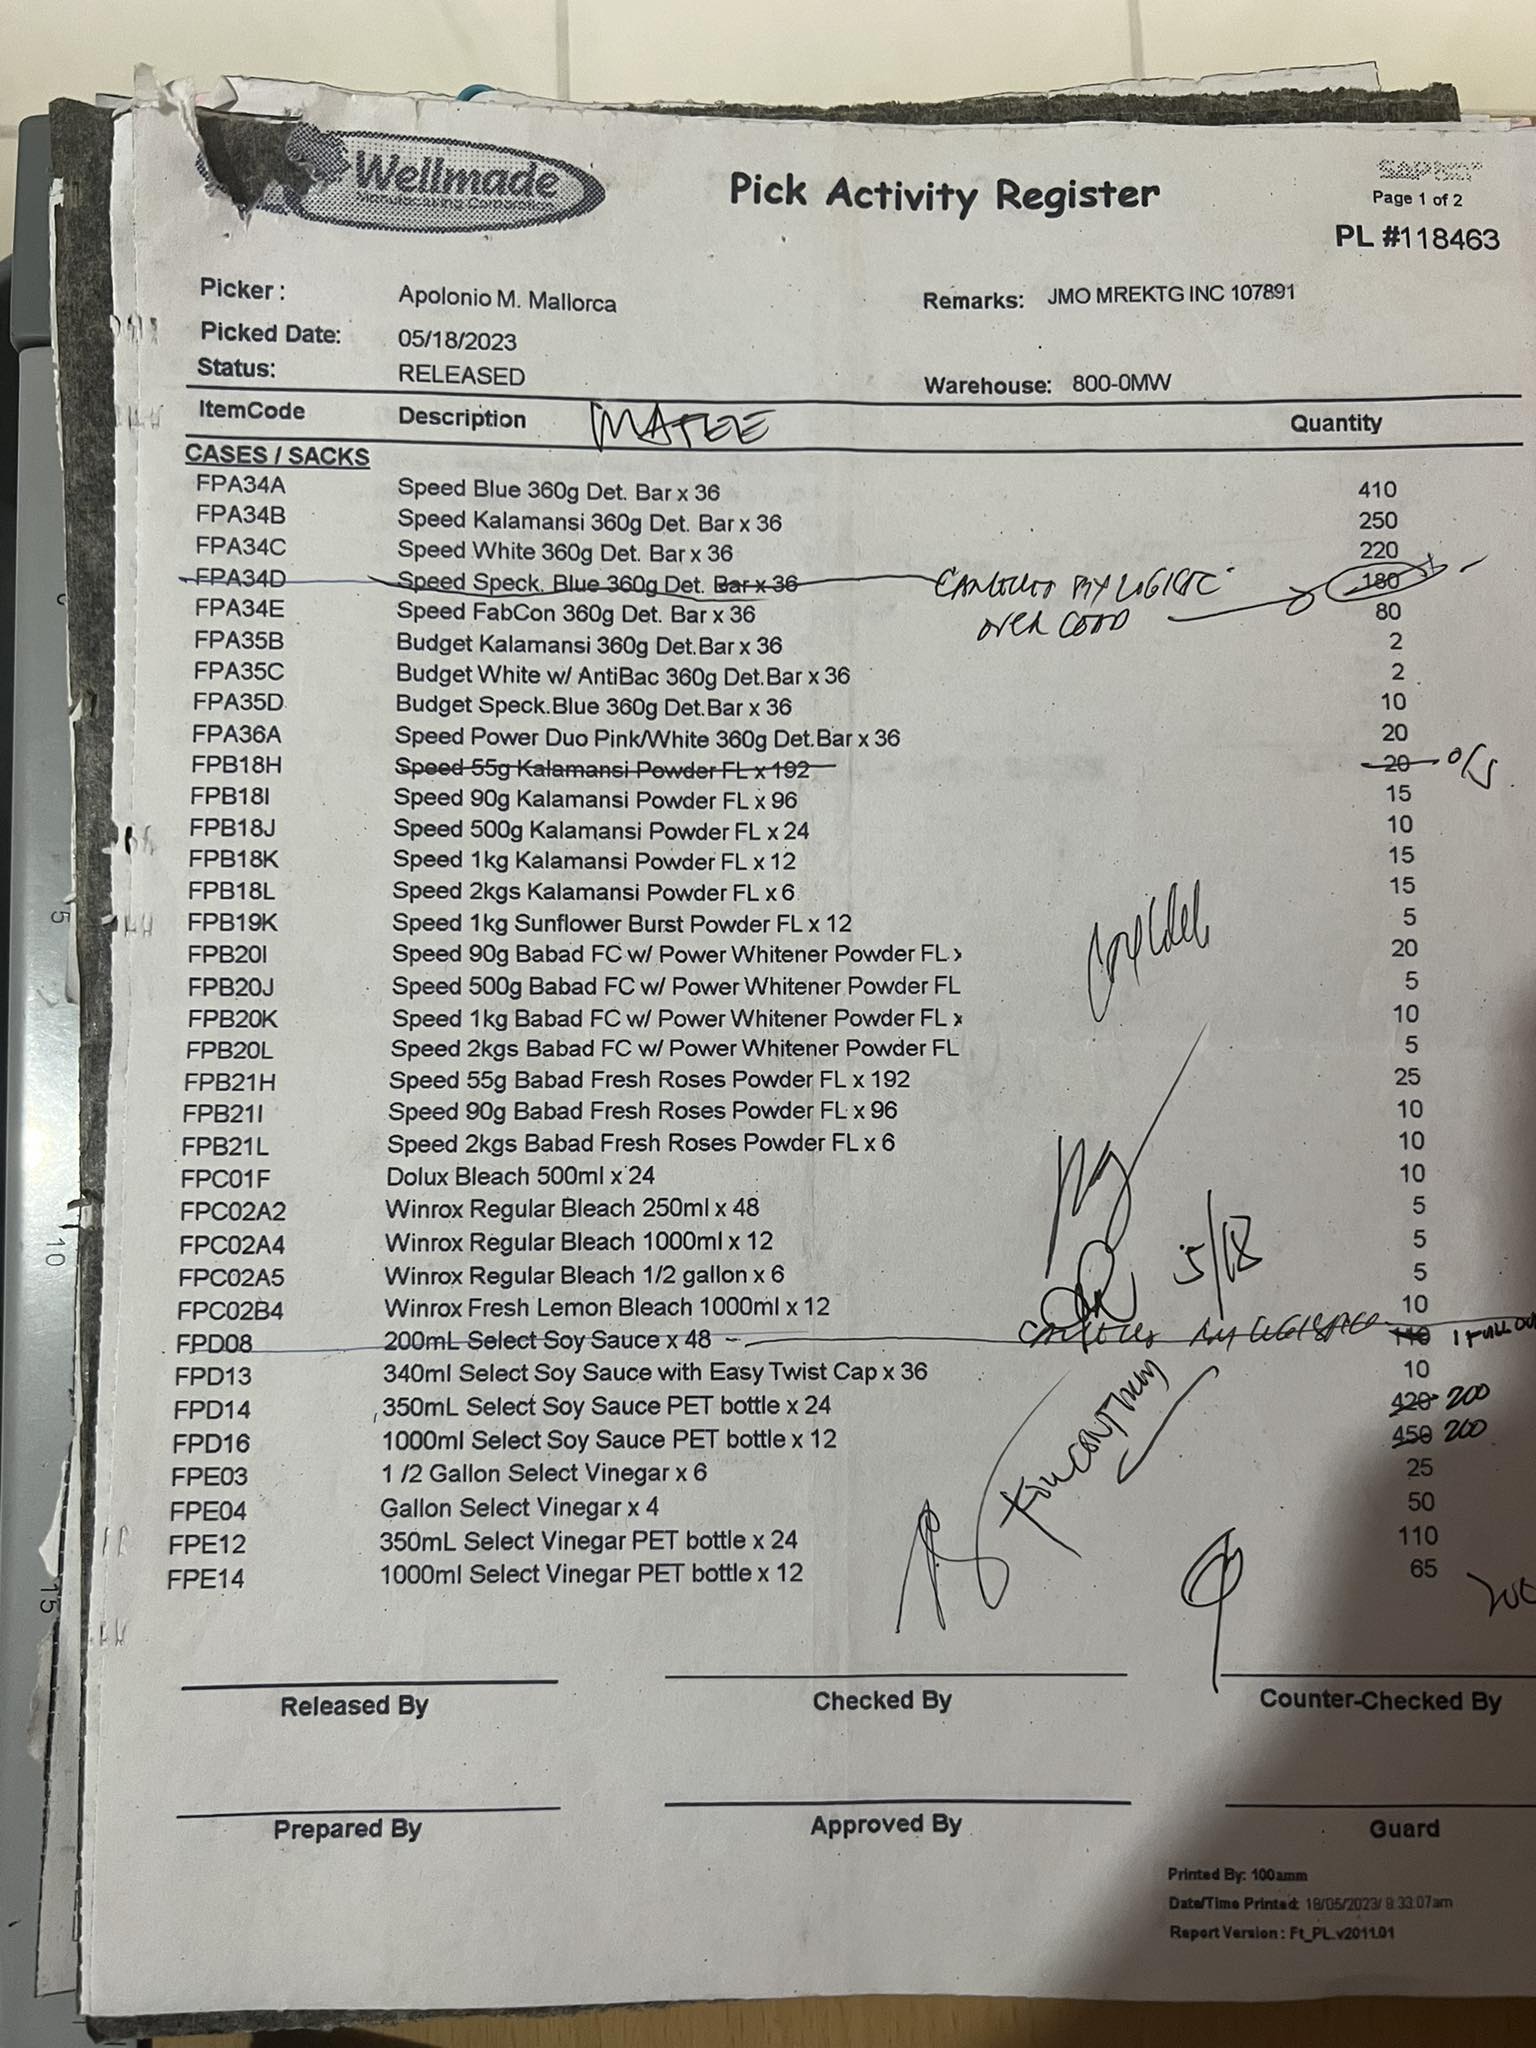 Wellmade
Manufacturing Corporation
Pick Activity Register
Page 1 of 2
PL #118463
Picker : Apolonio M. Mallorca Remarks: JMO MREKTG INC 107891
Picked Date: 05/18/2023
Status: RELEASED Warehouse: 800-0MW
ItemCode Description Quantity
CASES / SACKS
FPA34A Speed Blue 360g Det. Bar x 36 410
FPA34B Speed Kalamansi 360g Det. Bar x 36 250
FPA34C Speed White 360g Det. Bar x 36 220
FPA34D Speed Speck. Blue 360g Det. Bar x 36 180
over
FPA34E Speed FabCon 360g Det. Bar x 36 80
FPA35B Budget Kalamansi 360g Det.Bar x 36 2
FPA35C Budget White w/ AntiBac 360g Det.Bar x 36 2
FPA35D Budget Speck.Blue 360g Det.Bar x 36 10
FPA36A Speed Power Duo Pink/White 360g Det.Bar x 36 20
FPB18H Speed 55g Kalamansi Powder FL x 192 20 O/S
FPB18I Speed 90g Kalamansi Powder FL x 96 15
FPB18J Speed 500g Kalamansi Powder FL x 24 10
FPB18K Speed 1kg Kalamansi Powder FL x 12 15
FPB18L Speed 2kgs Kalamansi Powder FL x 6 15
FPB19K Speed 1kg Sunflower Burst Powder FL x 12 5
FPB20I Speed 90g Babad FC w/ Power Whitener Powder FL x 20
FPB20J Speed 500g Babad FC w/ Power Whitener Powder FL 5
FPB20K Speed 1kg Babad FC w/ Power Whitener Powder FL x 10
FPB20L Speed 2kgs Babad FC w/ Power Whitener Powder FL 5
FPB21H Speed 55g Babad Fresh Roses Powder FL x 192 25
FPB21I Speed 90g Babad Fresh Roses Powder FL x 96 10
FPB21L Speed 2kgs Babad Fresh Roses Powder FL x 6 10
FPC01F Dolux Bleach 500ml x 24 10
FPC02A2 Winrox Regular Bleach 250ml x 48 5
FPC02A4 Winrox Regular Bleach 1000ml x 12 5
FPC02A5 Winrox Regular Bleach 1/2 gallon x 6 5
5/18
FPC02B4 Winrox Fresh Lemon Bleach 1000ml x 12 10
FPD08 200mL Select Soy Sauce x 48 110
FPD13 340ml Select Soy Sauce with Easy Twist Cap x 36 10
FPD14 350mL Select Soy Sauce PET bottle x 24 420 200
FPD16 1000ml Select Soy Sauce PET bottle x 12 450 200
FPE03 1 /2 Gallon Select Vinegar x 6 25
FPE04 Gallon Select Vinegar x 4 50
FPE12 350mL Select Vinegar PET bottle x 24 110
FPE14 1000ml Select Vinegar PET bottle x 12 65
Released By Checked By Counter-Checked By
Prepared By Approved By Guard
Printed By: 100amm
Date/Time Printed: 18/05/2023/ 8:33:07am
Report Version : Ft_PL.v2011.01
5
10
15